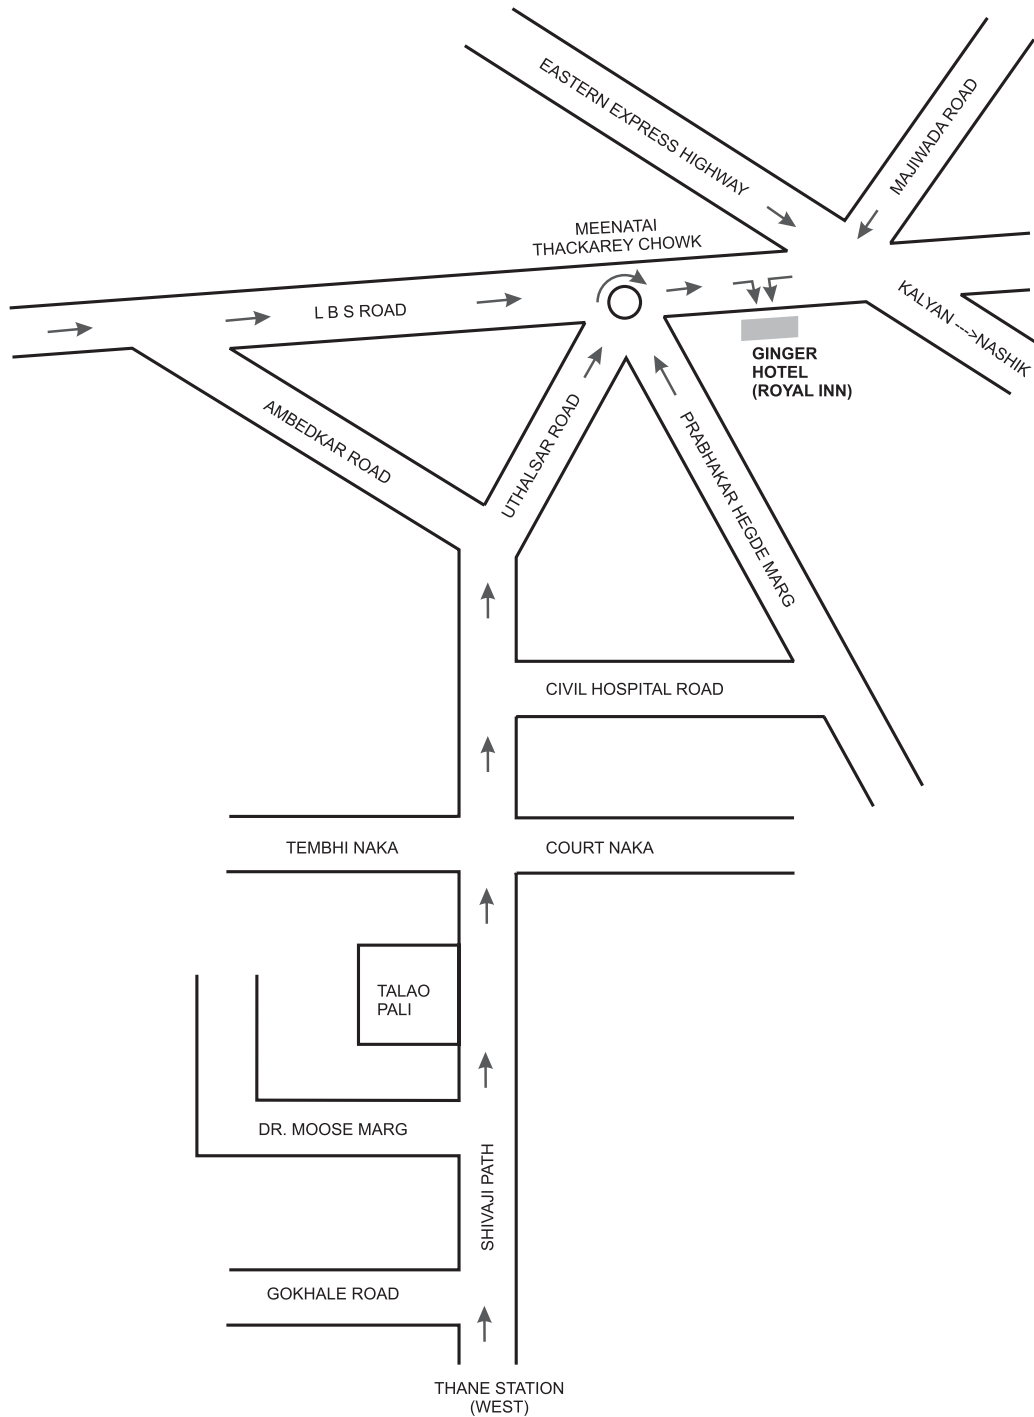 EASTERN EXPRESS HIGHWAY
MAJIWADA ROAD
MEENATAI
THACKAREY CHOWK
L B S ROAD
KALYAN --->NASHIK
GINGER
HOTEL
(ROYAL INN)
AMBEDKAR ROAD
UTHALSAR ROAD
PRABHAKAR HEGDE MARG
CIVIL HOSPITAL ROAD
TEMBHI NAKA
COURT NAKA
TALAO
PALI
DR. MOOSE MARG
SHIVAJI PATH
GOKHALE ROAD
THANE STATION
(WEST)